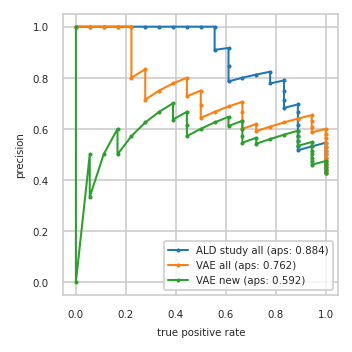 1.0
0.8
0.6
0.4
0.2
0.0
precision
0.0 0.2 0.4 0.6 0.8 1.0
true positive rate
ALD study all (aps: 0.884)
VAE all (aps: 0.762)
VAE new (aps: 0.592)